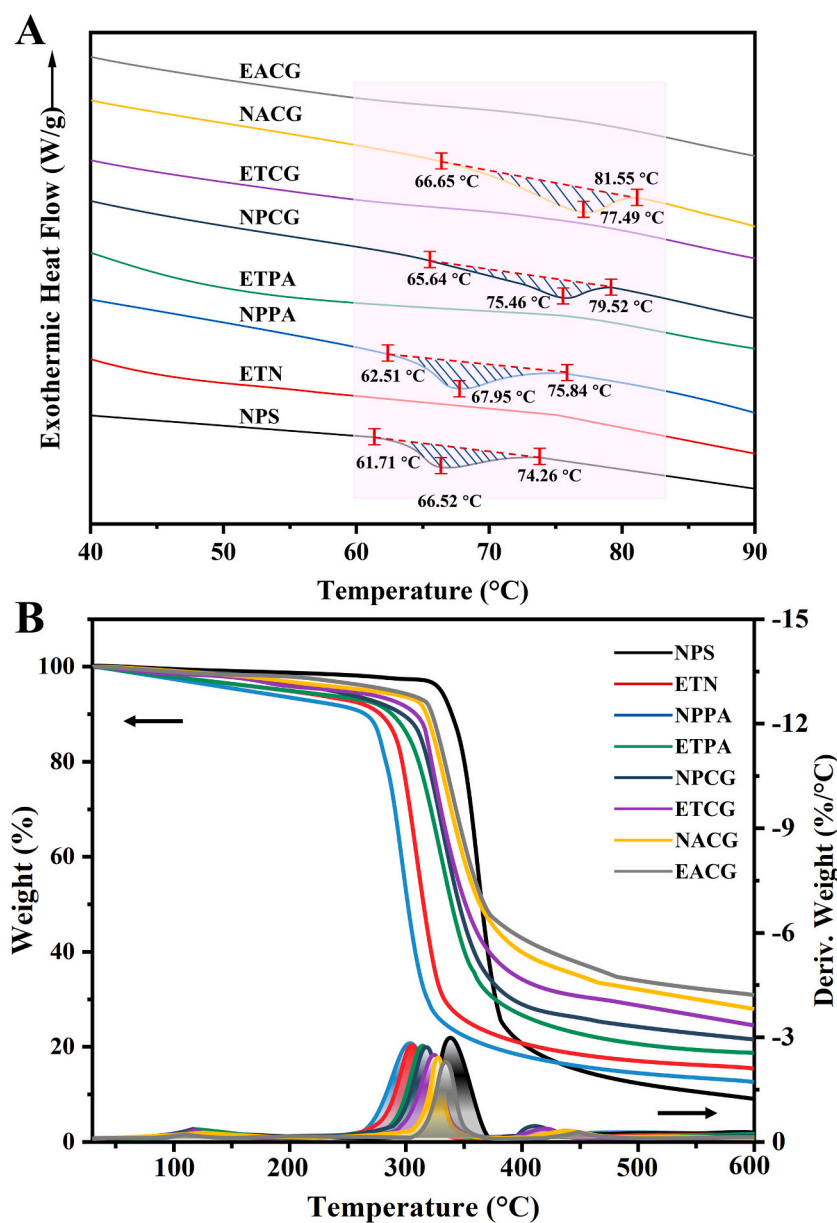 A
Exothermic Heat Flow (W/g)
EACG
NACG
66.65 °C
81.55 °C
77.49 °C
ETCG
NPCG
65.64 °C
75.46 °C
79.52 °C
ETPA
NPPA
62.51 °C
67.95 °C
75.84 °C
ETN
NPS
61.71 °C
66.52 °C
74.26 °C
40 50 60 70 80 90
Temperature (°C)
B
Weight (%)
100
80
60
40
20
0
NPS
ETN
NPPA
ETPA
NPCG
ETCG
NACG
EACG
-15
-12
-9
-6
-3
0
Deriv. Weight (%/°C)
100 200 300 400 500 600
Temperature (°C)